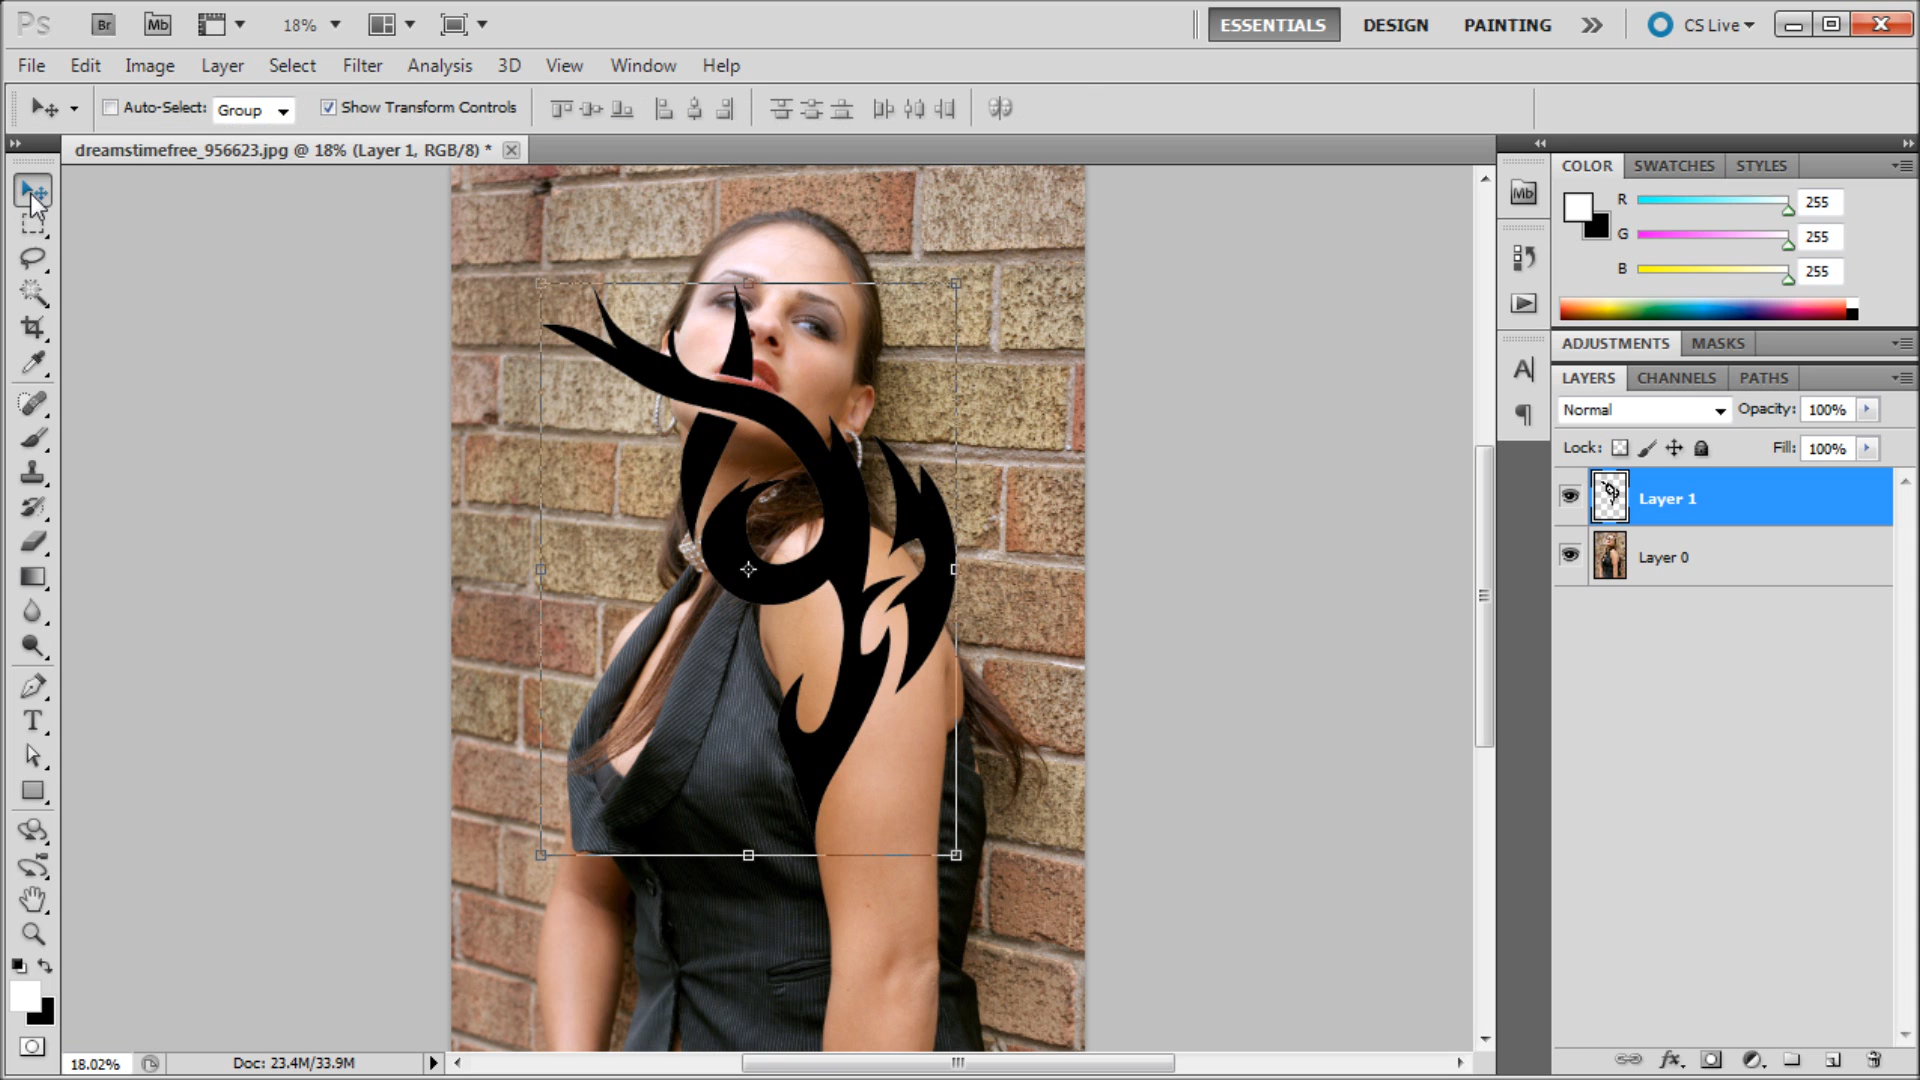 Ps Br Mb 18% ESSENTIALS DESIGN PAINTING CS Live
File Edit Image Layer Select Filter Analysis 3D View Window Help
Auto-Select: Group Show Transform Controls
dreamstimefree_956623.jpg @ 18% (Layer 1, RGB/8) *
COLOR SWATCHES STYLES
Mb
R 255
G 255
B 255
ADJUSTMENTS MASKS
LAYERS CHANNELS PATHS
Normal Opacity: 100%
Lock: Fill: 100%
Layer 1
Layer 0
18.02% Doc: 23.4M/33.9M